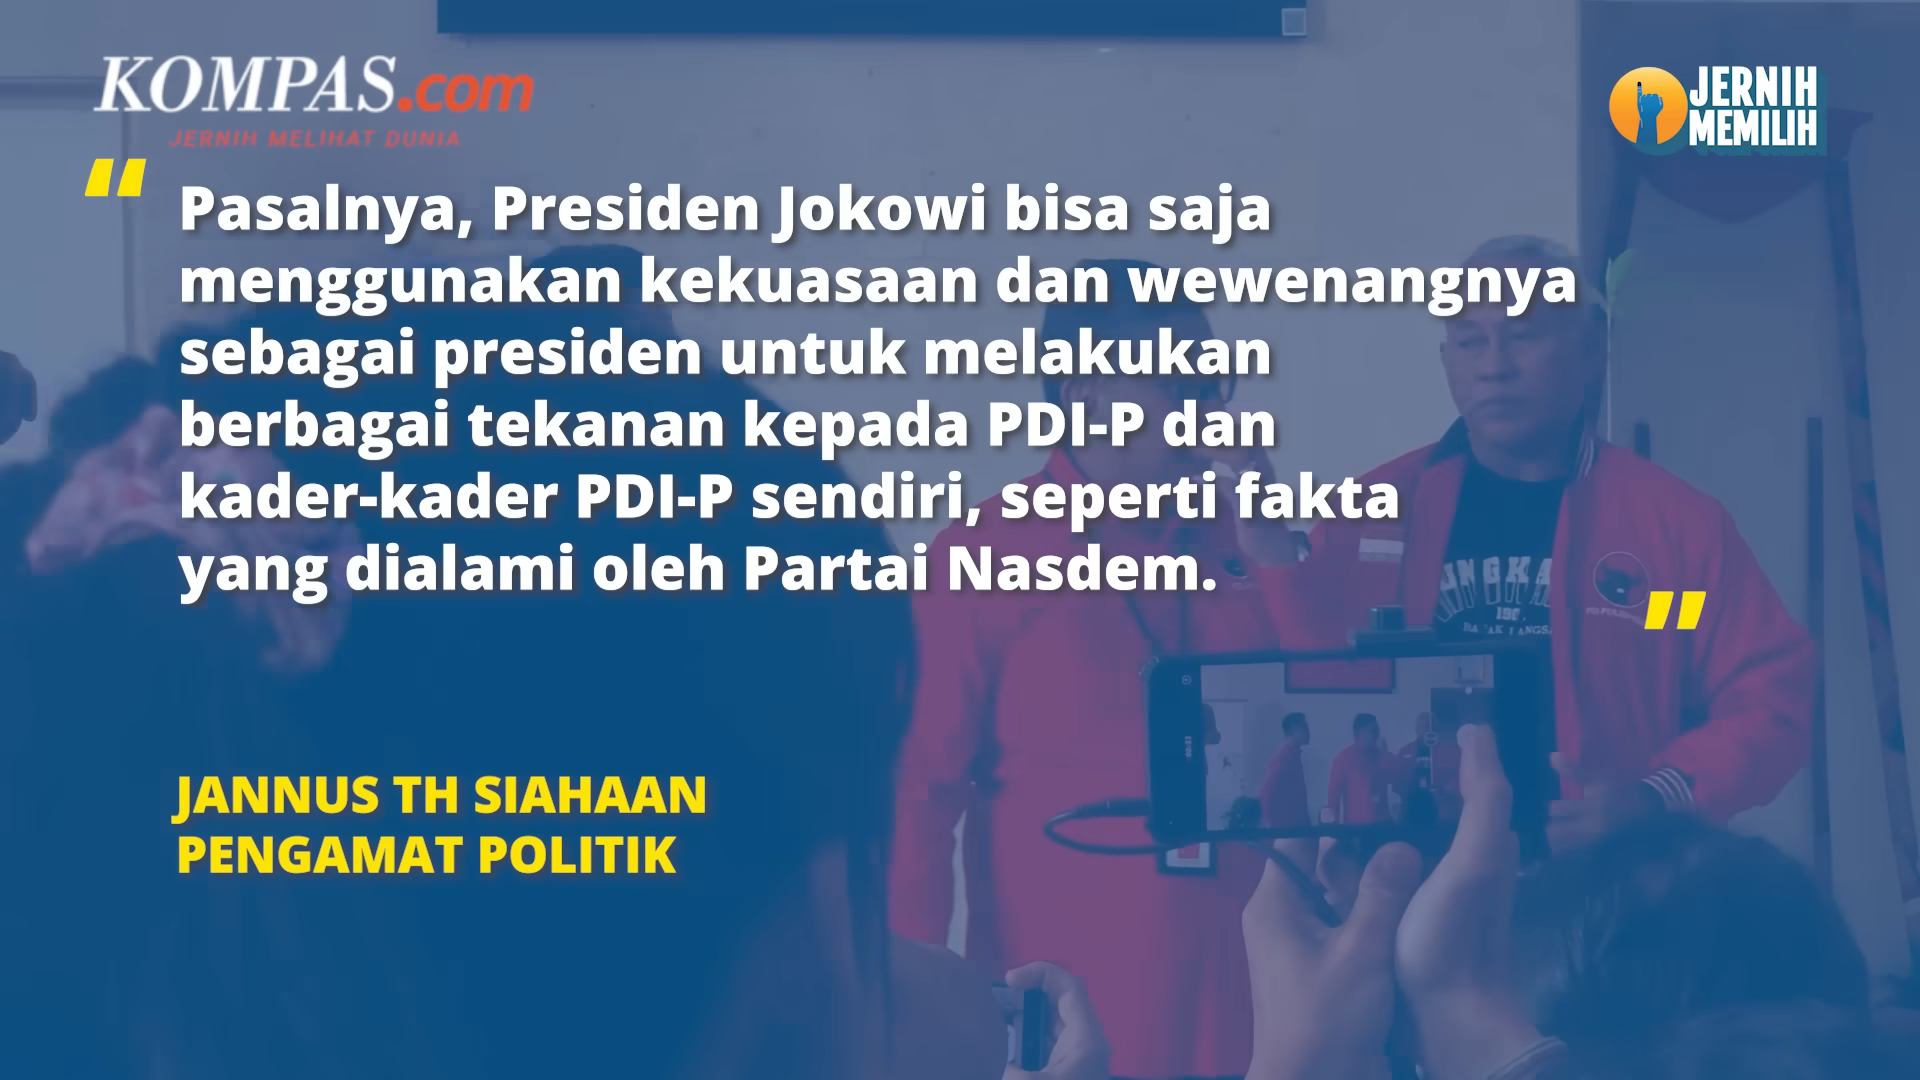 KOMPAS.com
JERNIH MELIHAT DUNIA
JERNIH
MEMILIH
“
Pasalnya, Presiden Jokowi bisa saja
menggunakan kekuasaan dan wewenangnya
sebagai presiden untuk melakukan
berbagai tekanan kepada PDI-P dan
kader-kader PDI-P sendiri, seperti fakta
yang dialami oleh Partai Nasdem.
”
JANNUS TH SIAHAAN
PENGAMAT POLITIK